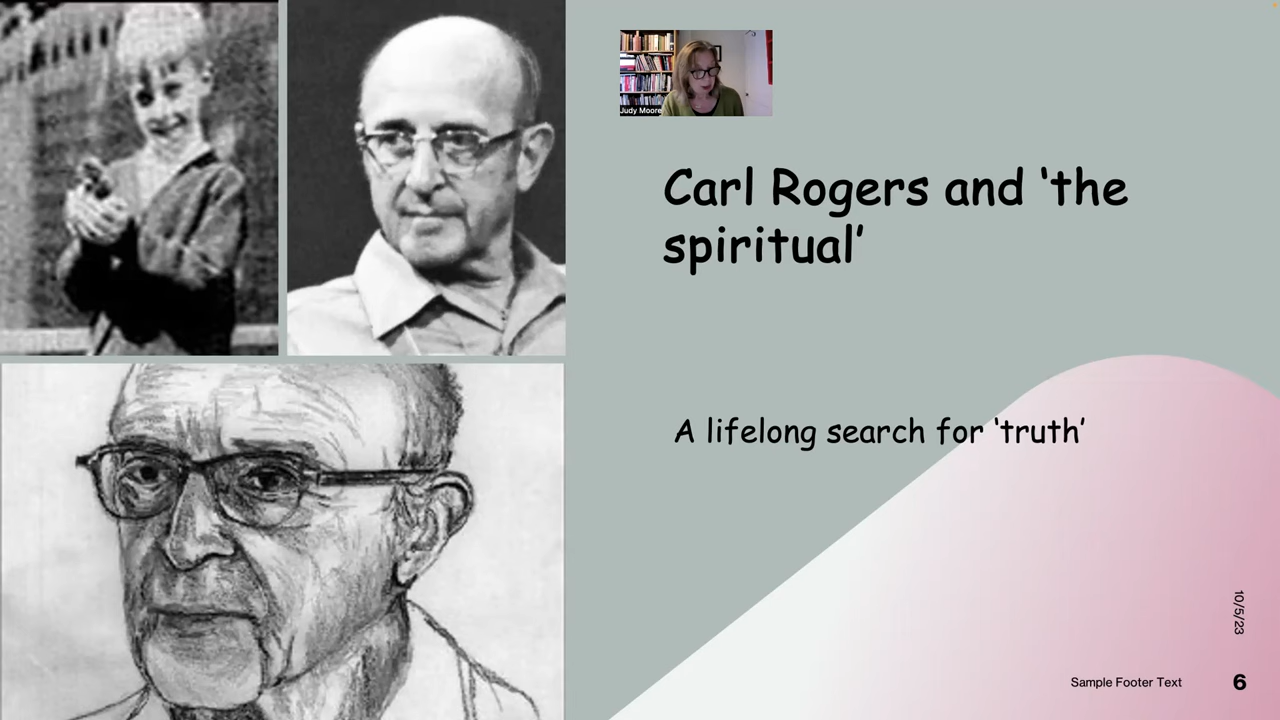 Judy Moore
Carl Rogers and ‘the
spiritual’
A lifelong search for ‘truth’
10/5/23
Sample Footer Text
6